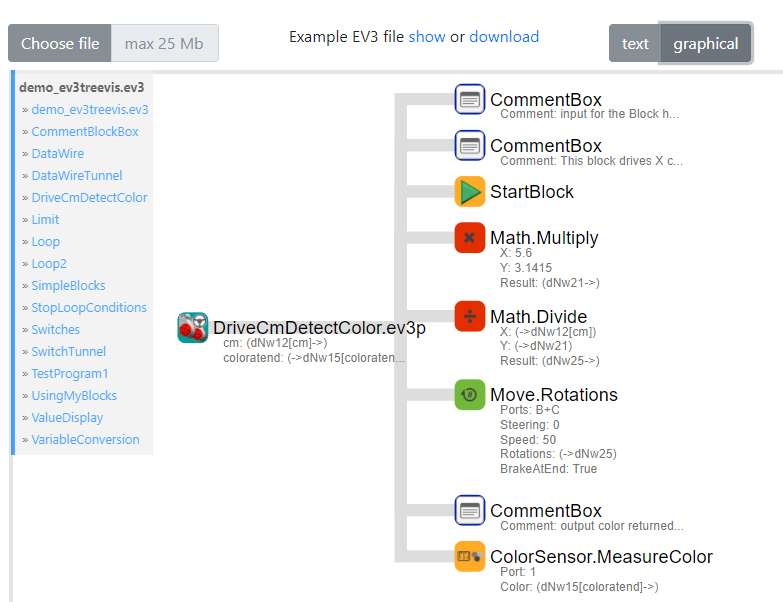 Choose file
max 25 Mb
Example EV3 file show or download
text
graphical
demo_ev3treevis.ev3
» demo_ev3treevis.ev3
» CommentBlockBox
» DataWire
» DataWireTunnel
» DriveCmDetectColor
» Limit
» Loop
» Loop2
» SimpleBlocks
» StopLoopConditions
» Switches
» SwitchTunnel
» TestProgram1
» UsingMyBlocks
» ValueDisplay
» VariableConversion
DriveCmDetectColor.ev3p
cm: (dNw12[cm]->)
coloratend: (->dNw15[coloraten...
CommentBox
Comment: input for the Block h...
CommentBox
Comment: This block drives X c...
StartBlock
Math.Multiply
X: 5.6
Y: 3.1415
Result: (dNw21->)
Math.Divide
X: (->dNw12[cm])
Y: (->dNw21)
Result: (dNw25->)
Move.Rotations
Ports: B+C
Steering: 0
Speed: 50
Rotations: (->dNw25)
BrakeAtEnd: True
CommentBox
Comment: output color returned...
ColorSensor.MeasureColor
Port: 1
Color: (dNw15[coloratend]->)